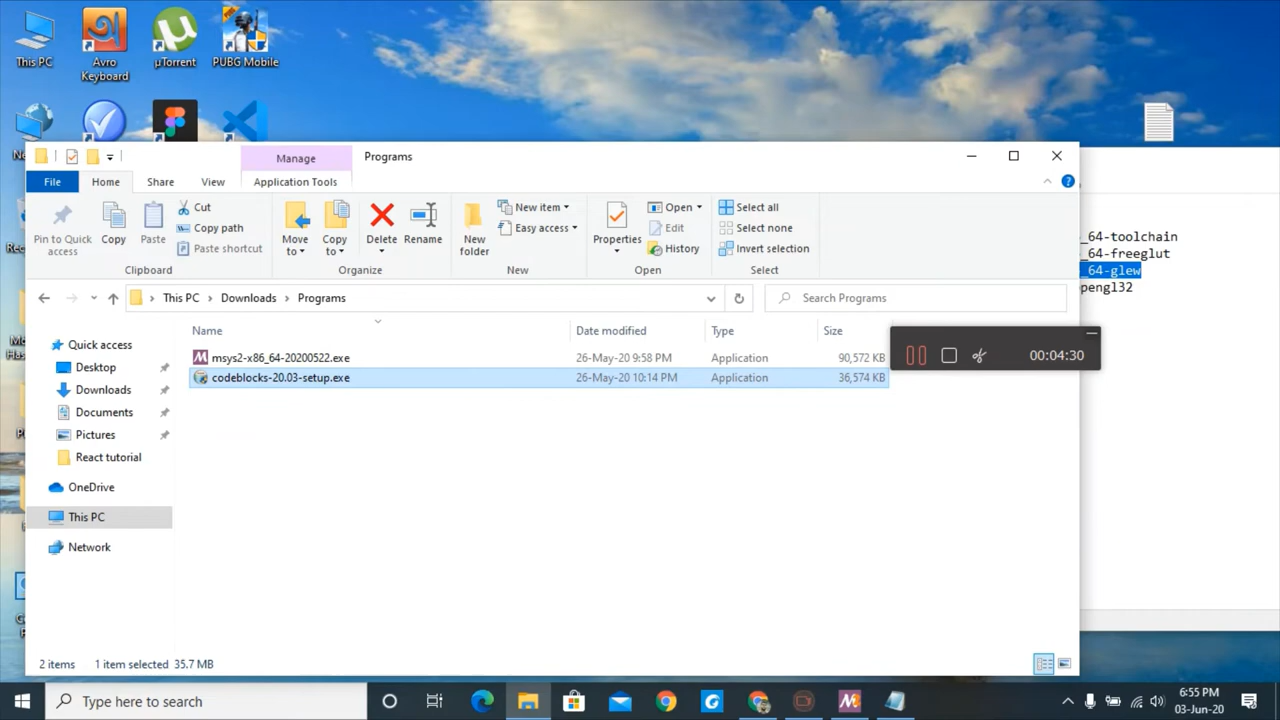 This PC
Avro
Keyboard
µTorrent
PUBG Mobile
Manage
Programs
File
Home
Share
View
Application Tools
Pin to Quick
access
Copy
Paste
Cut
Copy path
Paste shortcut
Clipboard
Move
to
Copy
to
Delete
Rename
Organize
New
folder
New item
Easy access
New
Properties
Open
Edit
History
Open
Select all
Select none
Invert selection
Select
_64-toolchain
_64-freeglut
_64-glew
pengl32
This PC
Downloads
Programs
Search Programs
Name
Date modified
Type
Size
msys2-x86_64-20200522.exe
26-May-20 9:58 PM
Application
90,572 KB
codeblocks-20.03-setup.exe
26-May-20 10:14 PM
Application
36,574 KB
00:04:30
Quick access
Desktop
Downloads
Documents
Pictures
React tutorial
OneDrive
This PC
Network
2 items
1 item selected 35.7 MB
Type here to search
6:55 PM
03-Jun-20